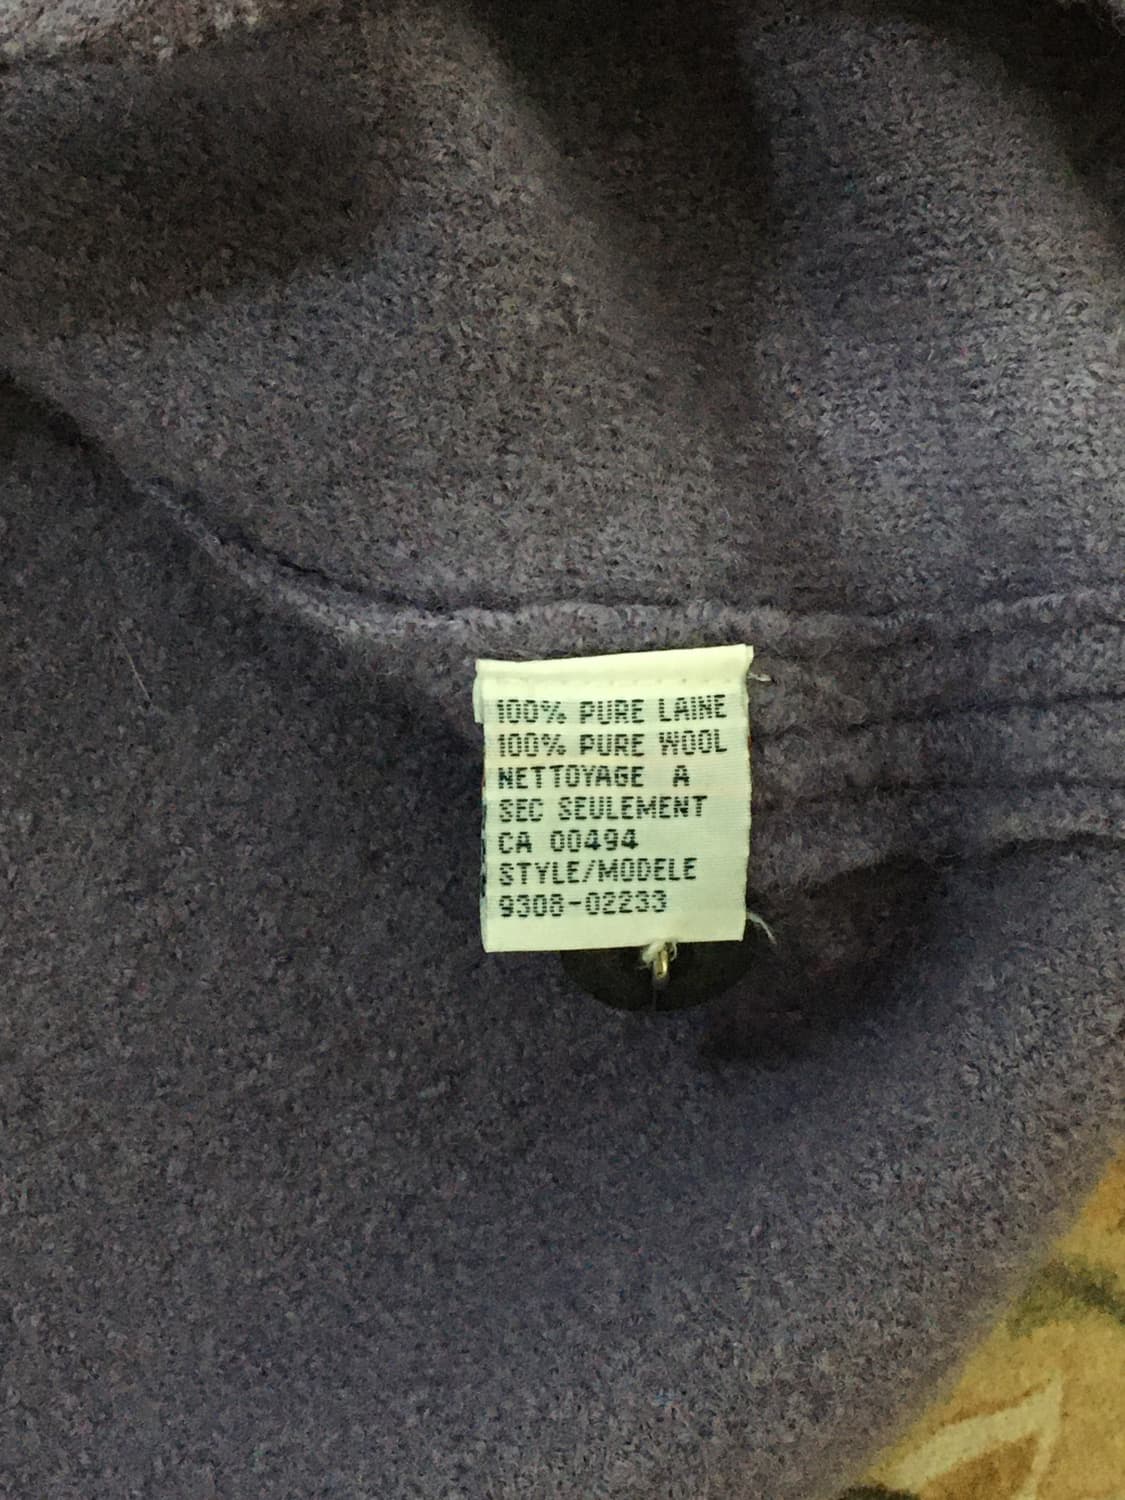 100% PURE LAINE
100% PURE WOOL
NETTOYAGE A
SEC SEULEMENT
CA 00494
STYLE/MODELE
9308-02233